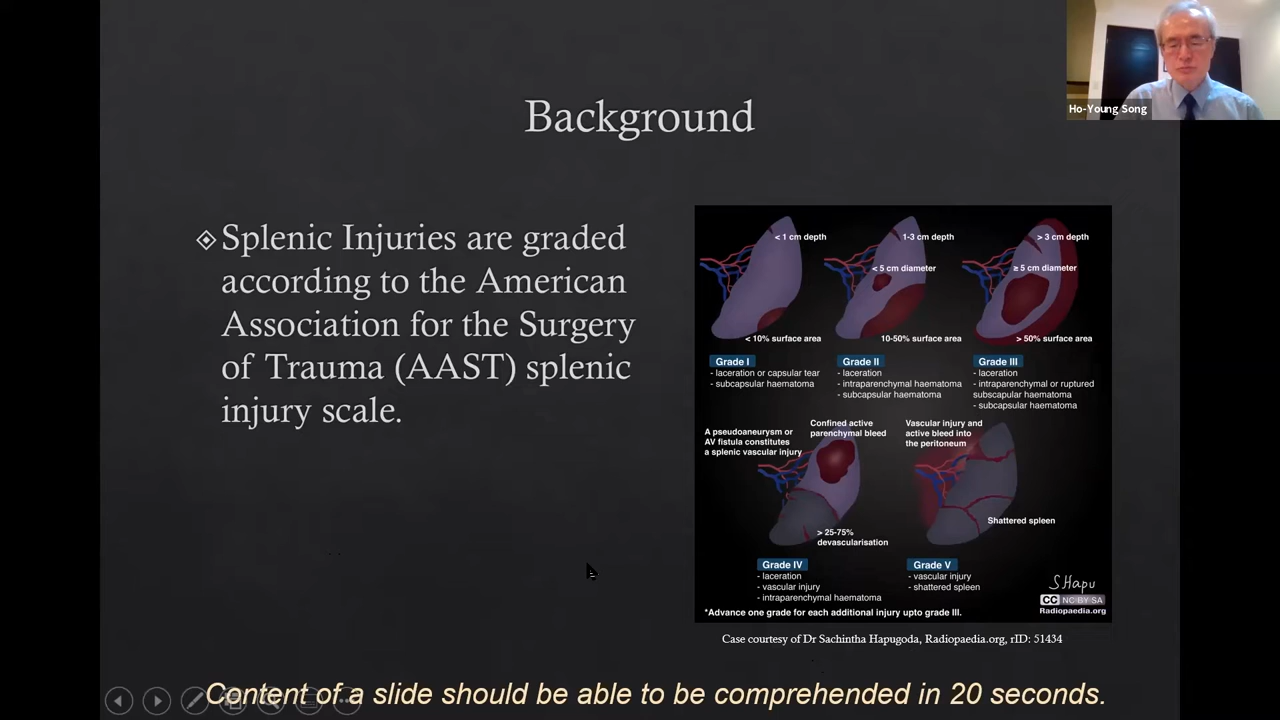 Ho-Young Song
Background
Splenic Injuries are graded
according to the American
Association for the Surgery
of Trauma (AAST) splenic
injury scale.
< 1 cm depth
1-3 cm depth
> 3 cm depth
< 5 cm diameter
≥ 5 cm diameter
< 10% surface area
10-50% surface area
> 50% surface area
Grade I
- laceration or capsular tear
- subcapsular haematoma
Grade II
- laceration
- intraparenchymal haematoma
- subcapsular haematoma
Grade III
- laceration
- intraparenchymal or ruptured
subscapular haematoma
- subcapsular haematoma
A pseudoaneurysm or
AV fistula constitutes
a splenic vascular injury
Confined active
parenchymal bleed
> 25-75%
devascularisation
Vascular injury and
active bleed into
the peritoneum
Shattered spleen
Grade IV
- laceration
- vascular injury
- intraparenchymal haematoma
Grade V
- vascular injury
- shattered spleen
SHapu
CC NC BY SA
Radiopaedia.org
*Advance one grade for each additional injury upto grade III.
Case courtesy of Dr Sachintha Hapugoda, Radiopaedia.org, rID: 51434
Content of a slide should be able to be comprehended in 20 seconds.